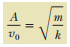 A/v₀ = √(m/k)